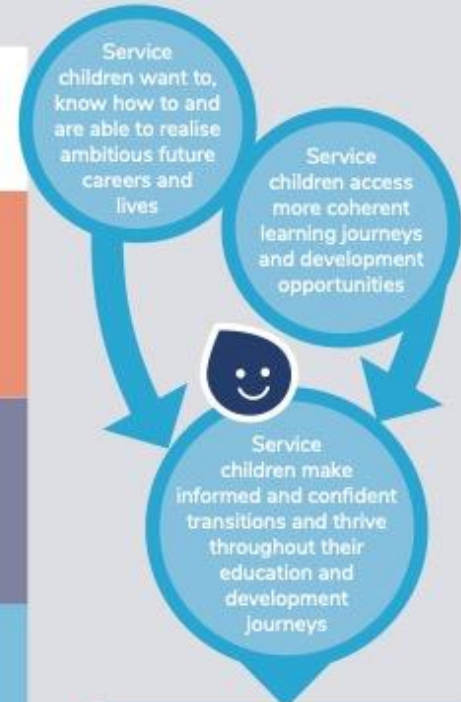 Service
children want to,
know how to and
are able to realise
ambitious future
careers and
lives
Service
children access
more coherent
learning journeys
and development
opportunities
Service
children make
informed and confident
transitions and thrive
throughout their
education and
development
journeys